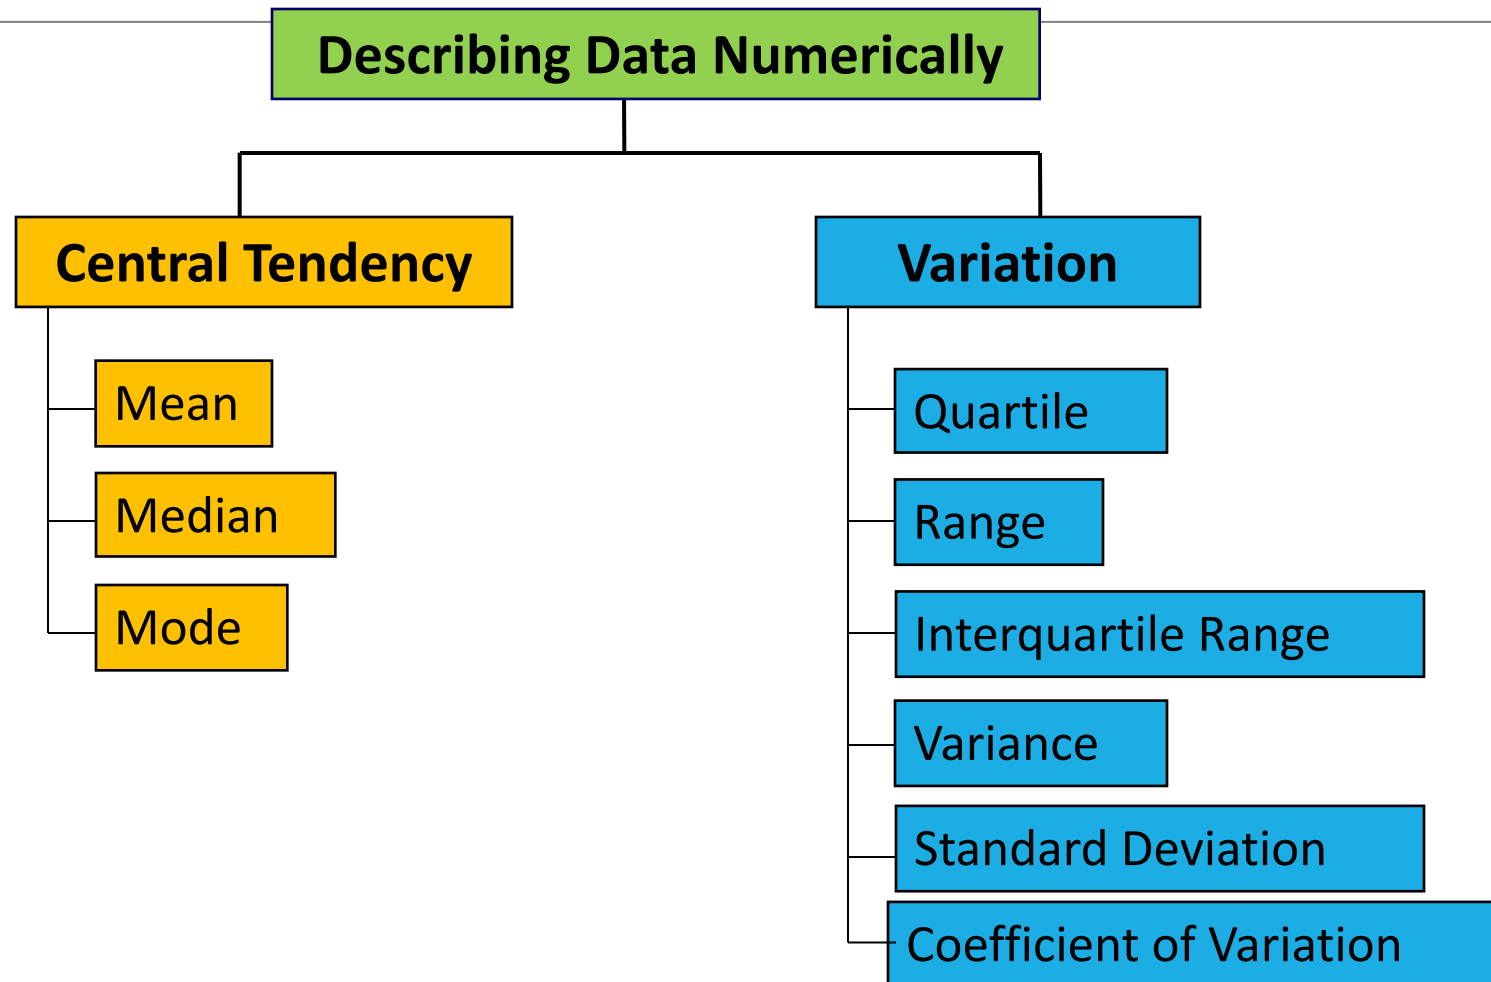 Describing Data Numerically
Central Tendency
Mean
Median
Mode
Variation
Quartile
Range
Interquartile Range
Variance
Standard Deviation
Coefficient of Variation